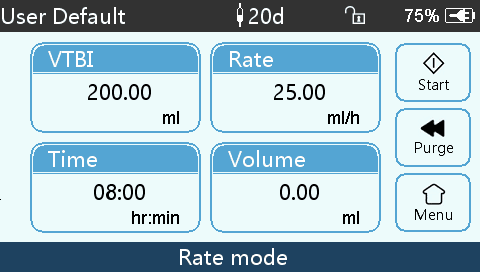 User Default 20d 75%
VTBI
200.00
ml
Rate
25.00
ml/h
Start
Time
08:00
hr:min
Volume
0.00
ml
Purge
Menu
Rate mode